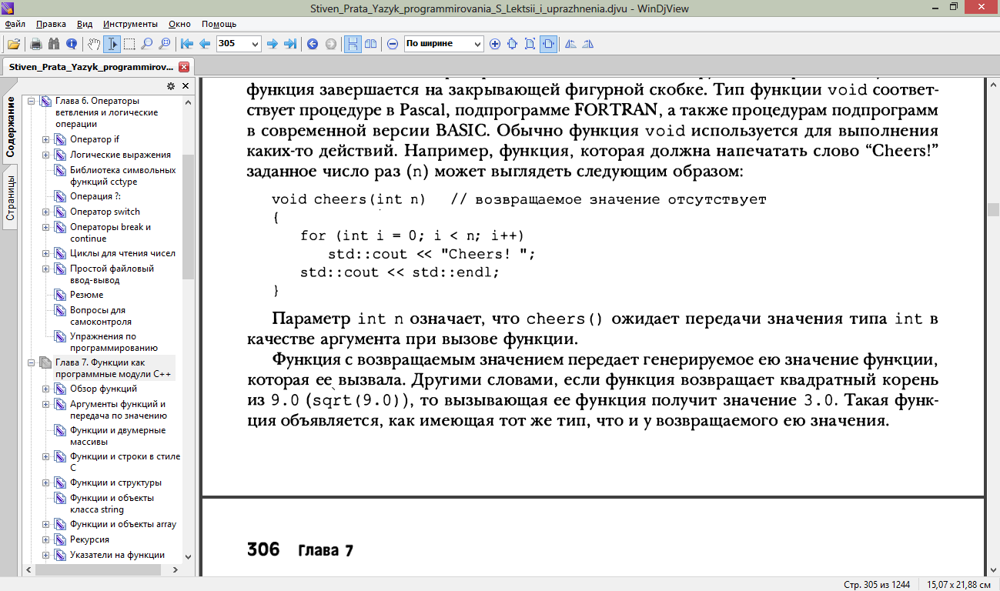 Stiven_Prata_Yazyk_programmirovania_S_Lektsii_i_uprazhnenia.djvu - WinDjView
Файл Правка Вид Инструменты Окно Помощь
305 По ширине
Stiven_Prata_Yazyk_programmirov...
Содержание
Страницы
Глава 6. Операторы
ветвления и логические
операции
Оператор if
Логические выражения
Библиотека символьных
функций cctype
Операция ?:
Оператор switch
Операторы break и
continue
Циклы для чтения чисел
Простой файловый
ввод-вывод
Резюме
Вопросы для
самоконтроля
Упражнения по
программированию
Глава 7. Функции как
программные модули C++
Обзор функций
Аргументы функций и
передача по значению
Функции и двумерные
массивы
Функции и строки в стиле
C
Функции и структуры
Функции и объекты
класса string
Функции и объекты array
Рекурсия
Указатели на функции
функция завершается на закрывающей фигурной скобке. Тип функции void соответ-
ствует процедуре в Pascal, подпрограмме FORTRAN, а также процедурам подпрограмм
в современной версии BASIC. Обычно функция void используется для выполнения
каких-то действий. Например, функция, которая должна напечатать слово “Cheers!”
заданное число раз (n) может выглядеть следующим образом:
void cheers(int n) // возвращаемое значение отсутствует
{
for (int i = 0; i < n; i++)
std::cout << "Cheers! ";
std::cout << std::endl;
}
Параметр int n означает, что cheers() ожидает передачи значения типа int в
качестве аргумента при вызове функции.
Функция с возвращаемым значением передает генерируемое ею значение функции,
которая ее вызвала. Другими словами, если функция возвращает квадратный корень
из 9.0 (sqrt(9.0)), то вызывающая ее функция получит значение 3.0. Такая функ-
ция объявляется, как имеющая тот же тип, что и у возвращаемого ею значения.
306 Глава 7
Стр. 305 из 1244 15,07 x 21,88 см